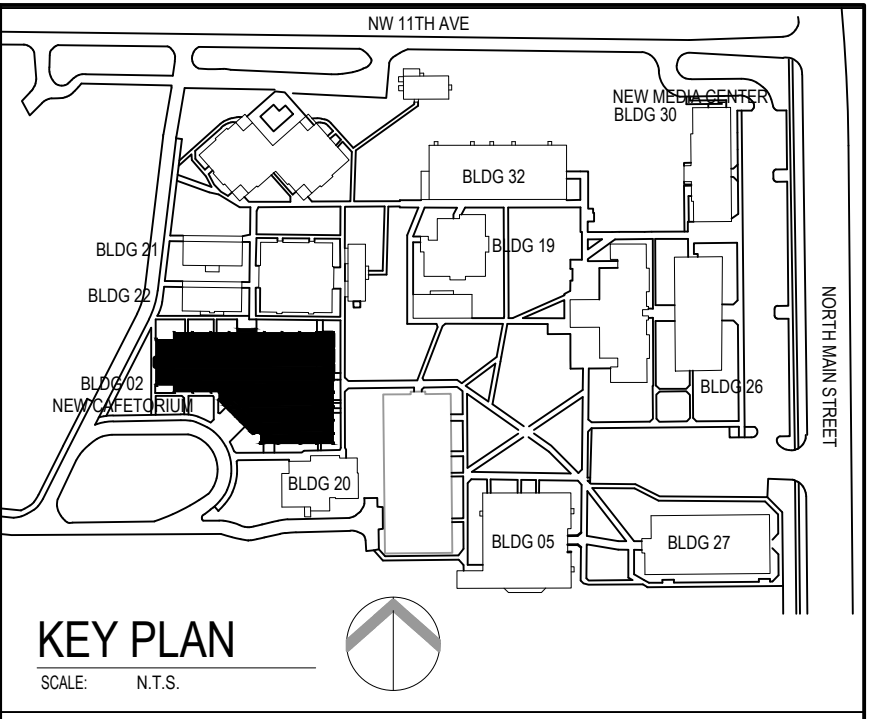 NW 11TH AVE
NEW MEDIA CENTER
BLDG 30
BLDG 32
BLDG 21
BLDG 19
BLDG 22
NORTH MAIN STREET
BLDG 02
NEW CAFETORIUM
BLDG 26
BLDG 20
BLDG 05
BLDG 27
KEY PLAN
SCALE: N.T.S.